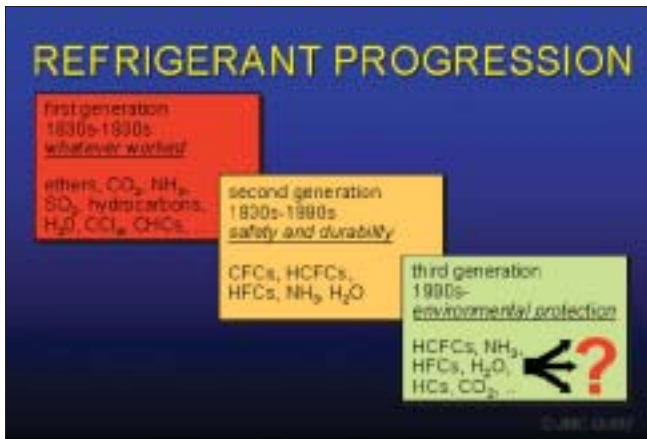 REFRIGERANT PROGRESSION
first generation
1830s-1930s
whatever worked
ethers, CO₂, NH₃,
SO₂, hydrocarbons,
H₂O, CCl₄, CHCs,
second generation
1930s-1990s
safety and durability
CFCs, HCFCs,
HFCs, NH₃, H₂O
third generation
1990s-
environmental protection
HCFCs, NH₃,
HFCs, H₂O,
HCs, CO₂, ...
?